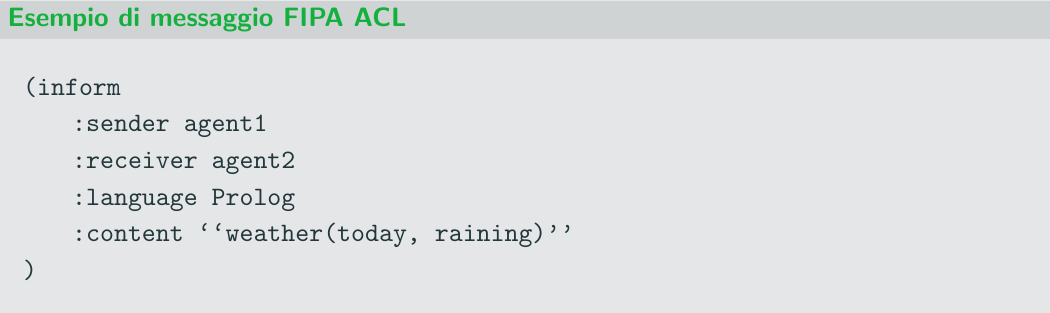 Esempio di messaggio FIPA ACL
(inform
:sender agent1
:receiver agent2
:language Prolog
:content ‘‘weather(today, raining)’’
)